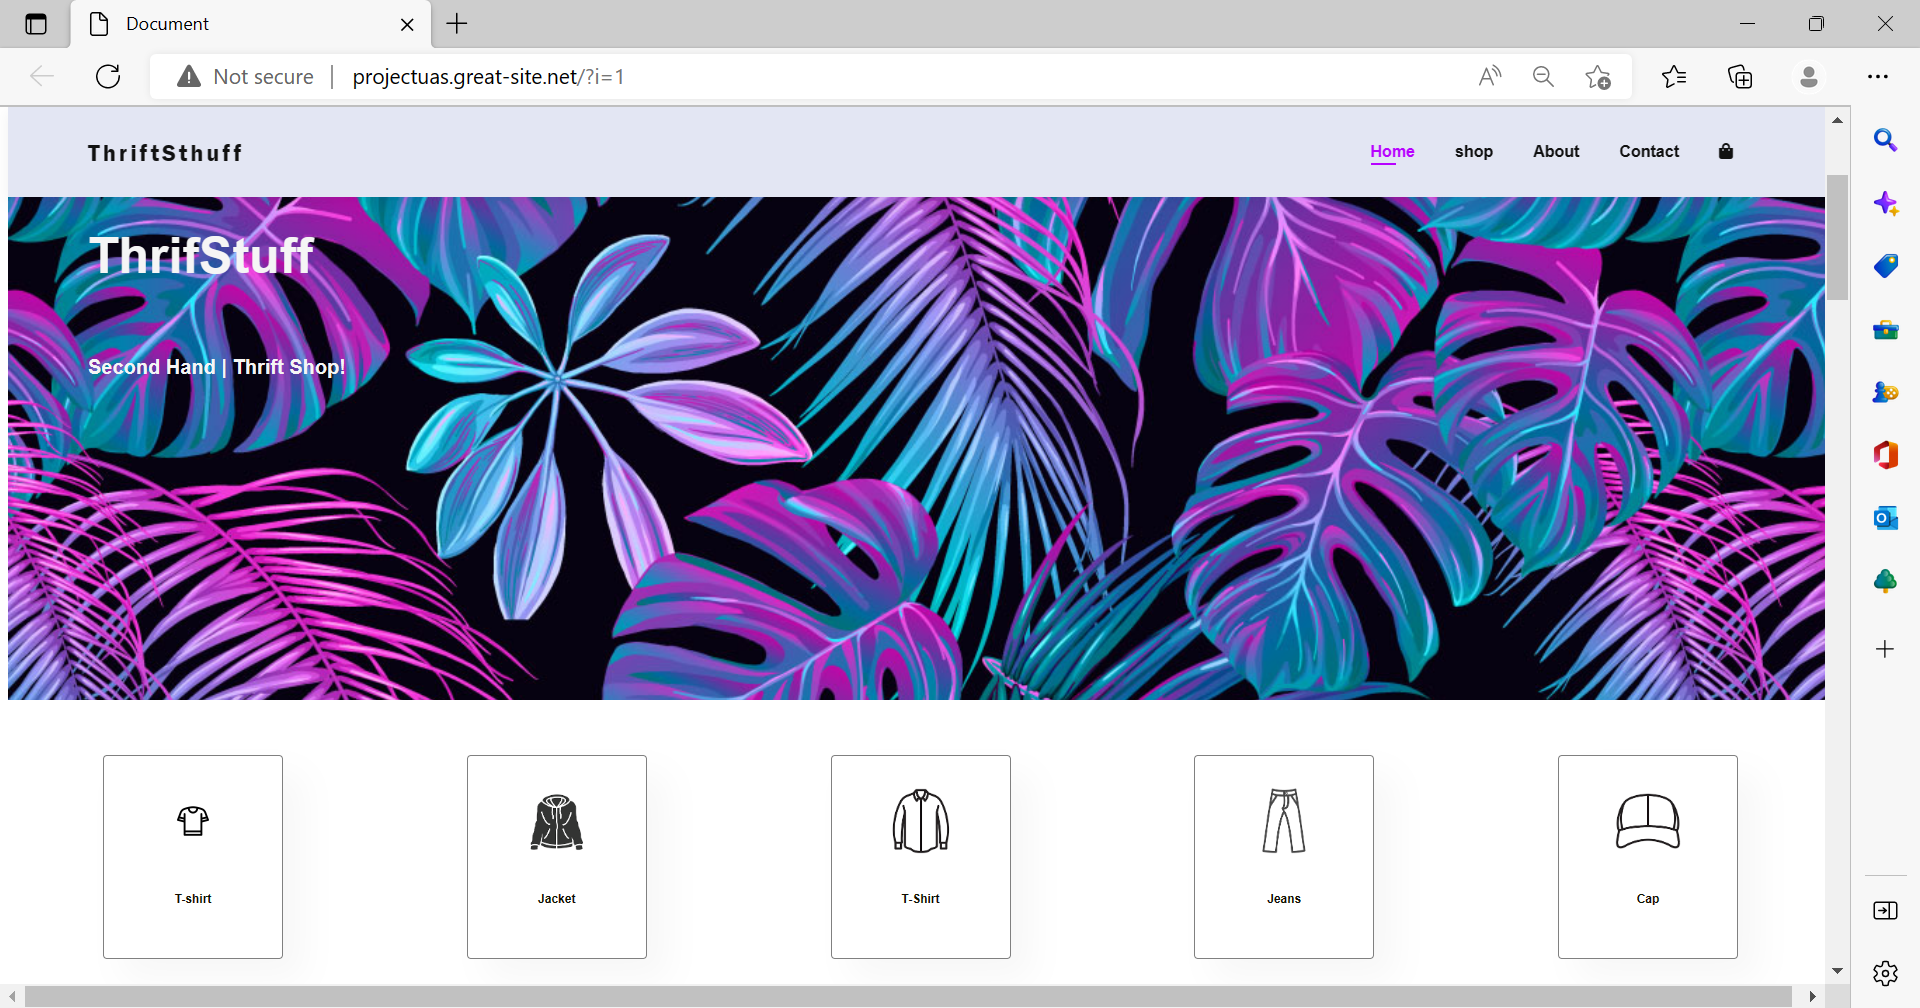 Document
Not secure
projectuas.great-site.net/?i=1
ThriftSthuff
Home
shop
About
Contact
ThrifStuff
Second Hand | Thrift Shop!
T-shirt
Jacket
T-Shirt
Jeans
Cap